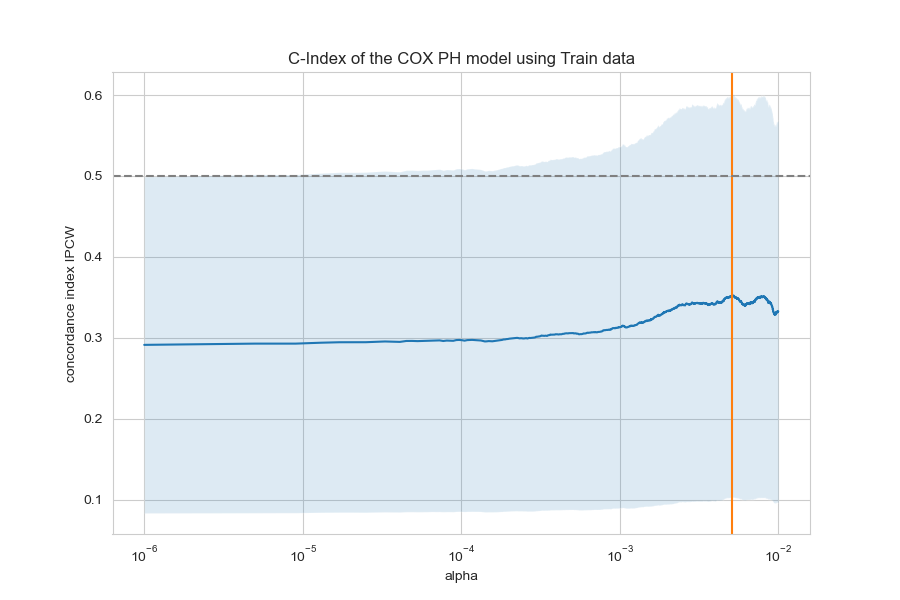 C-Index of the COX PH model using Train data
concordance index IPCW
0.6
0.5
0.4
0.3
0.2
0.1
10⁻⁶ 10⁻⁵ 10⁻⁴ 10⁻³ 10⁻²
alpha